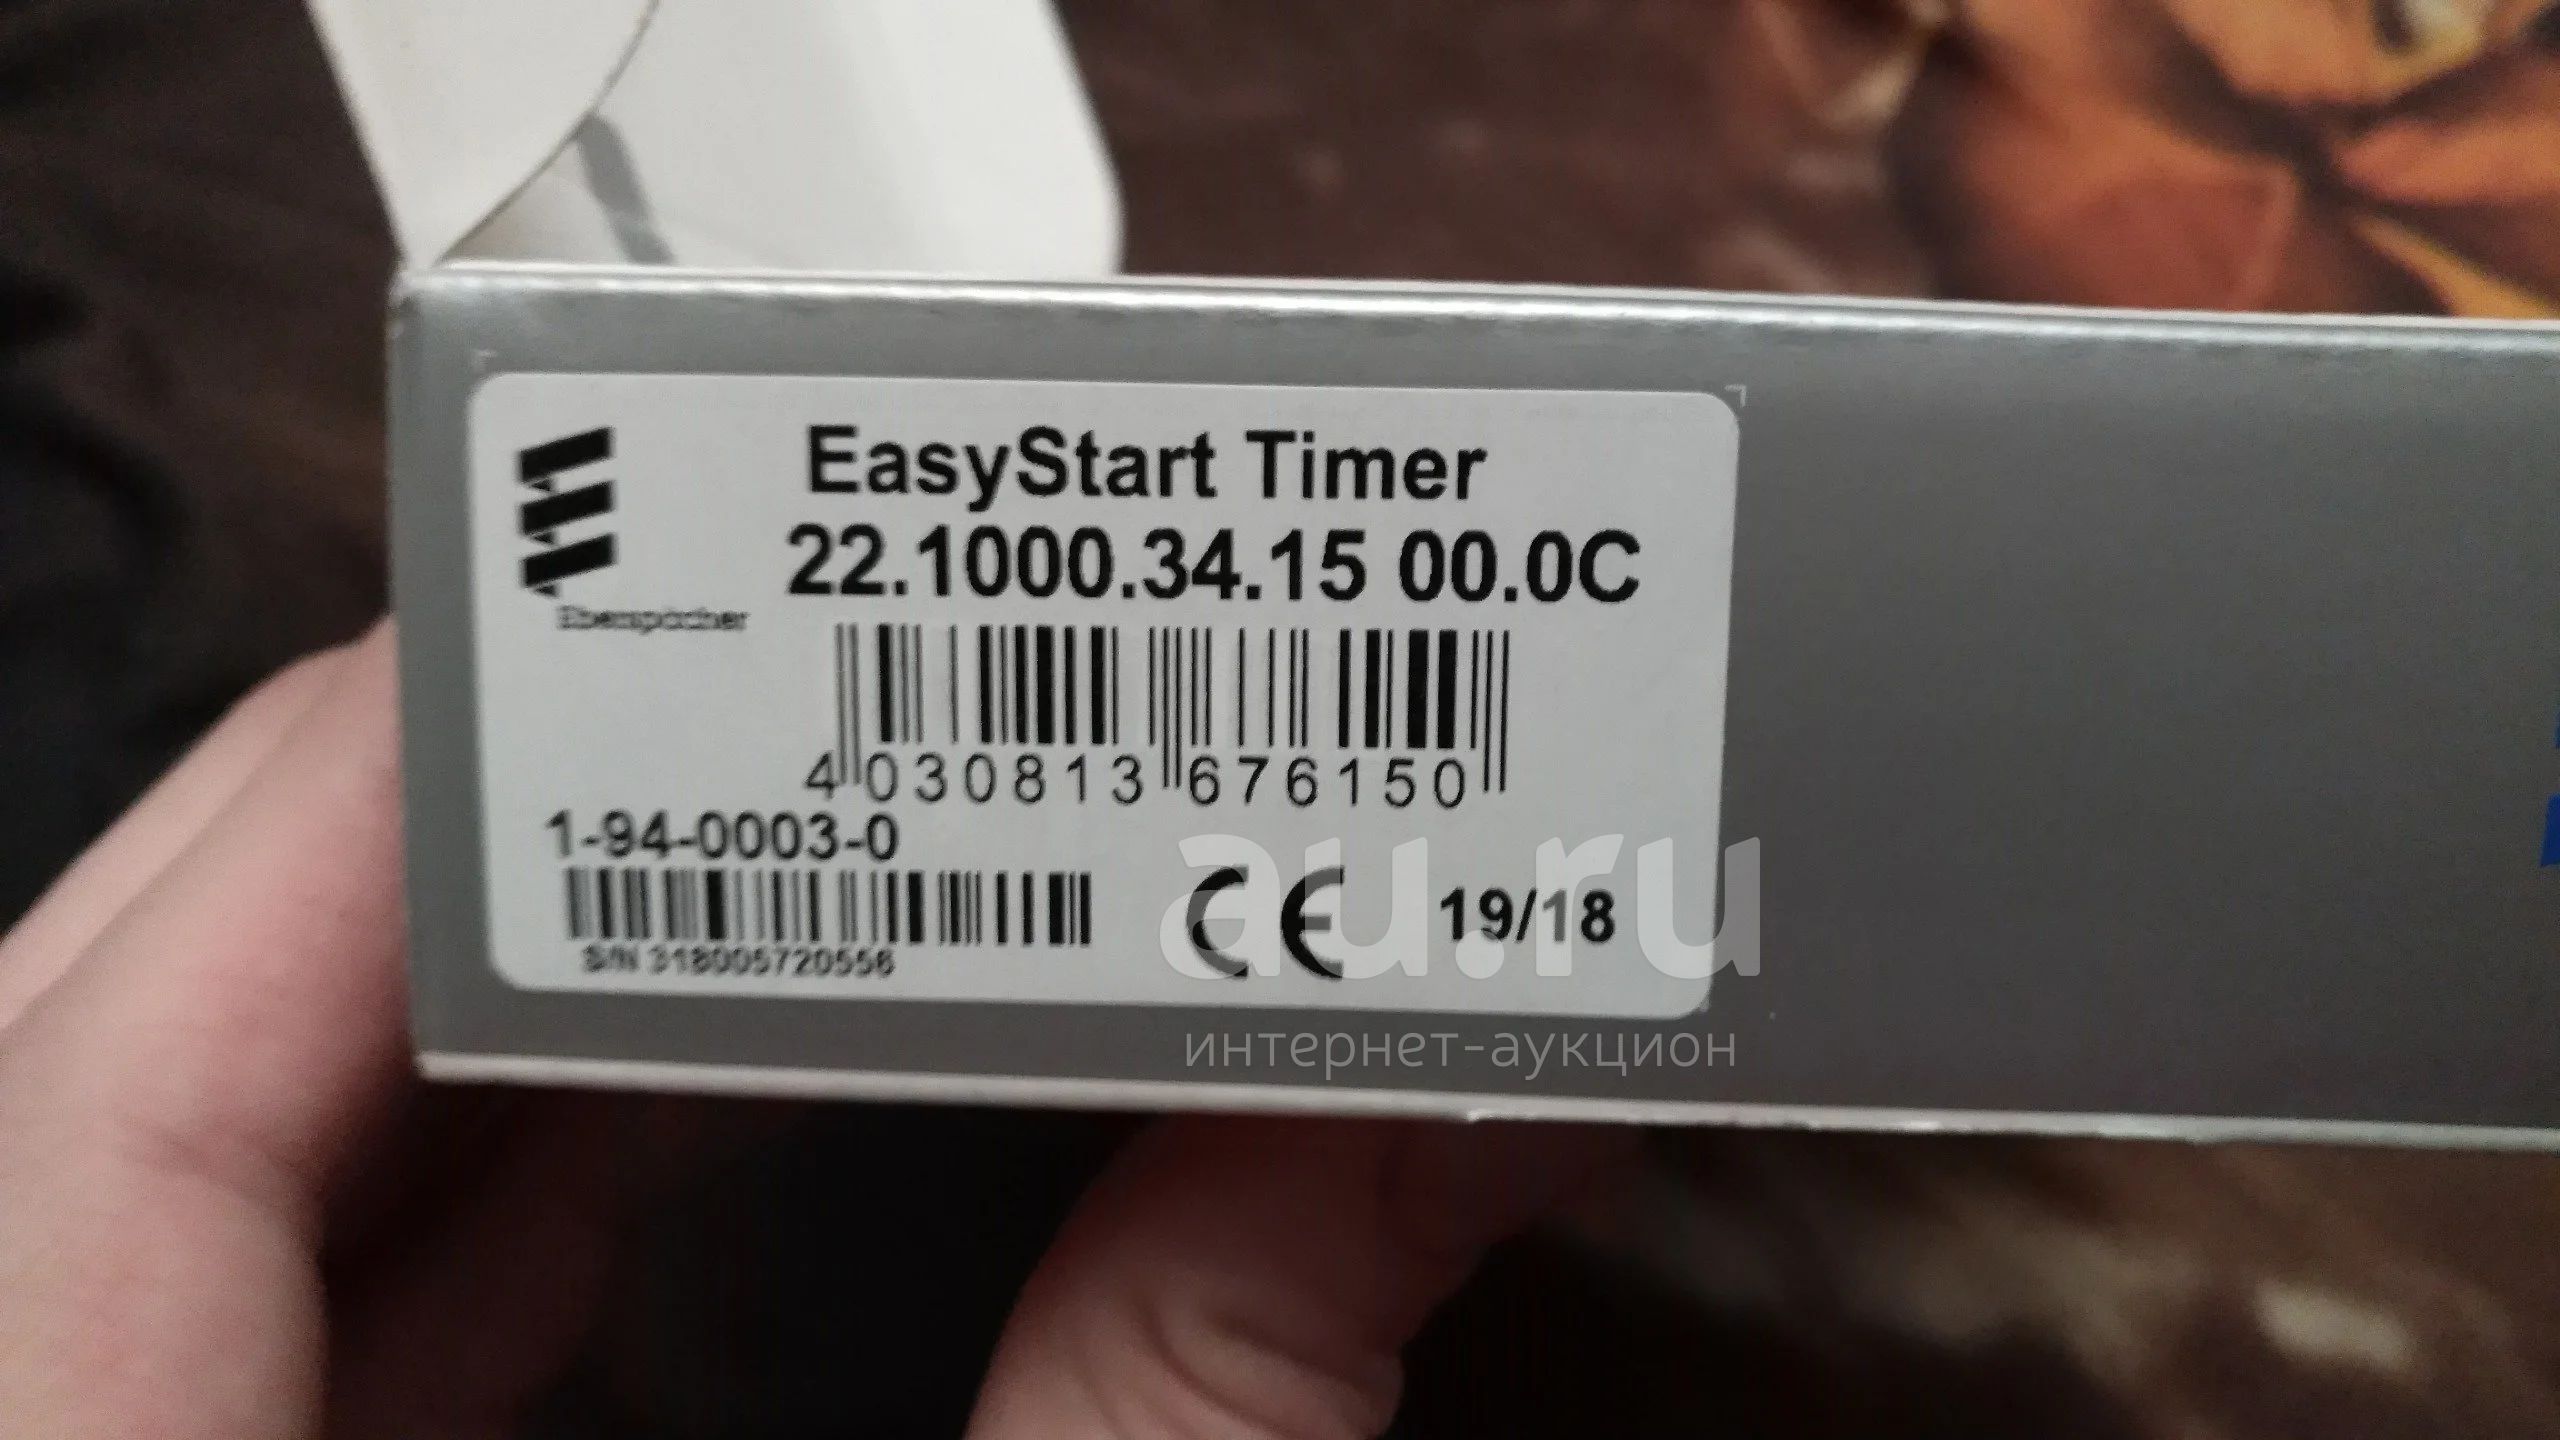 EasyStart Timer
22.1000.34.15 00.0C
Eberspächer
4 030813 676150
1-94-0003-0
S/N 318005720556
CE 19/18
au.ru
интернет-аукцион